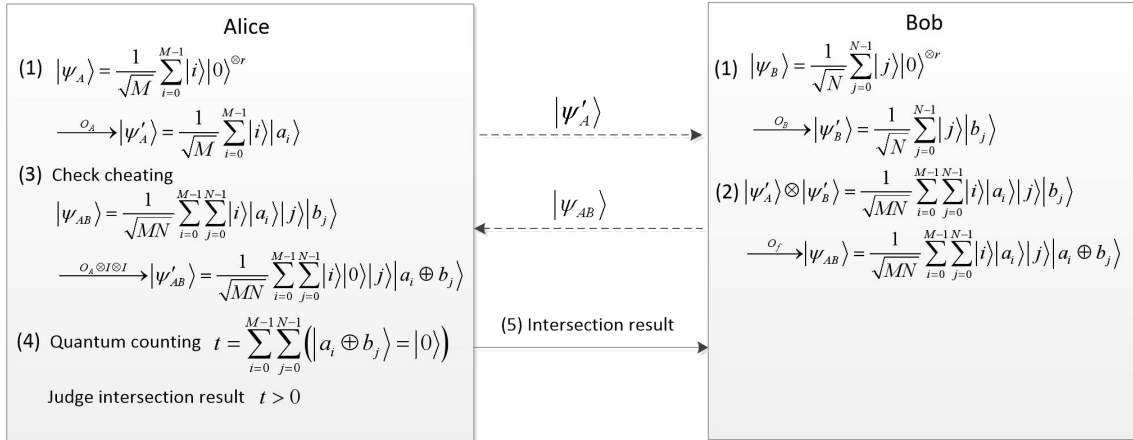 Alice
(1) |ψ_A⟩ = 1/√M ∑_{i=0}^{M-1} |i⟩|0⟩^{⊗r}
—O_A→ |ψ′_A⟩ = 1/√M ∑_{i=0}^{M-1} |i⟩|a_i⟩
(3) Check cheating
|ψ_AB⟩ = 1/√MN ∑_{i=0}^{M-1} ∑_{j=0}^{N-1} |i⟩|a_i⟩|j⟩|b_j⟩
—O_A⊗I⊗I→ |ψ′_AB⟩ = 1/√MN ∑_{i=0}^{M-1} ∑_{j=0}^{N-1} |i⟩|0⟩|j⟩|a_i ⊕ b_j⟩
(4) Quantum counting t = ∑_{i=0}^{M-1} ∑_{j=0}^{N-1} (|a_i ⊕ b_j⟩ = |0⟩)
Judge intersection result t > 0
|ψ′_A⟩
|ψ_AB⟩
(5) Intersection result
Bob
(1) |ψ_B⟩ = 1/√N ∑_{j=0}^{N-1} |j⟩|0⟩^{⊗r}
—O_B→ |ψ′_B⟩ = 1/√N ∑_{j=0}^{N-1} |j⟩|b_j⟩
(2) |ψ′_A⟩ ⊗ |ψ′_B⟩ = 1/√MN ∑_{i=0}^{M-1} ∑_{j=0}^{N-1} |i⟩|a_i⟩|j⟩|b_j⟩
—O_f→ |ψ_AB⟩ = 1/√MN ∑_{i=0}^{M-1} ∑_{j=0}^{N-1} |i⟩|a_i⟩|j⟩|a_i ⊕ b_j⟩